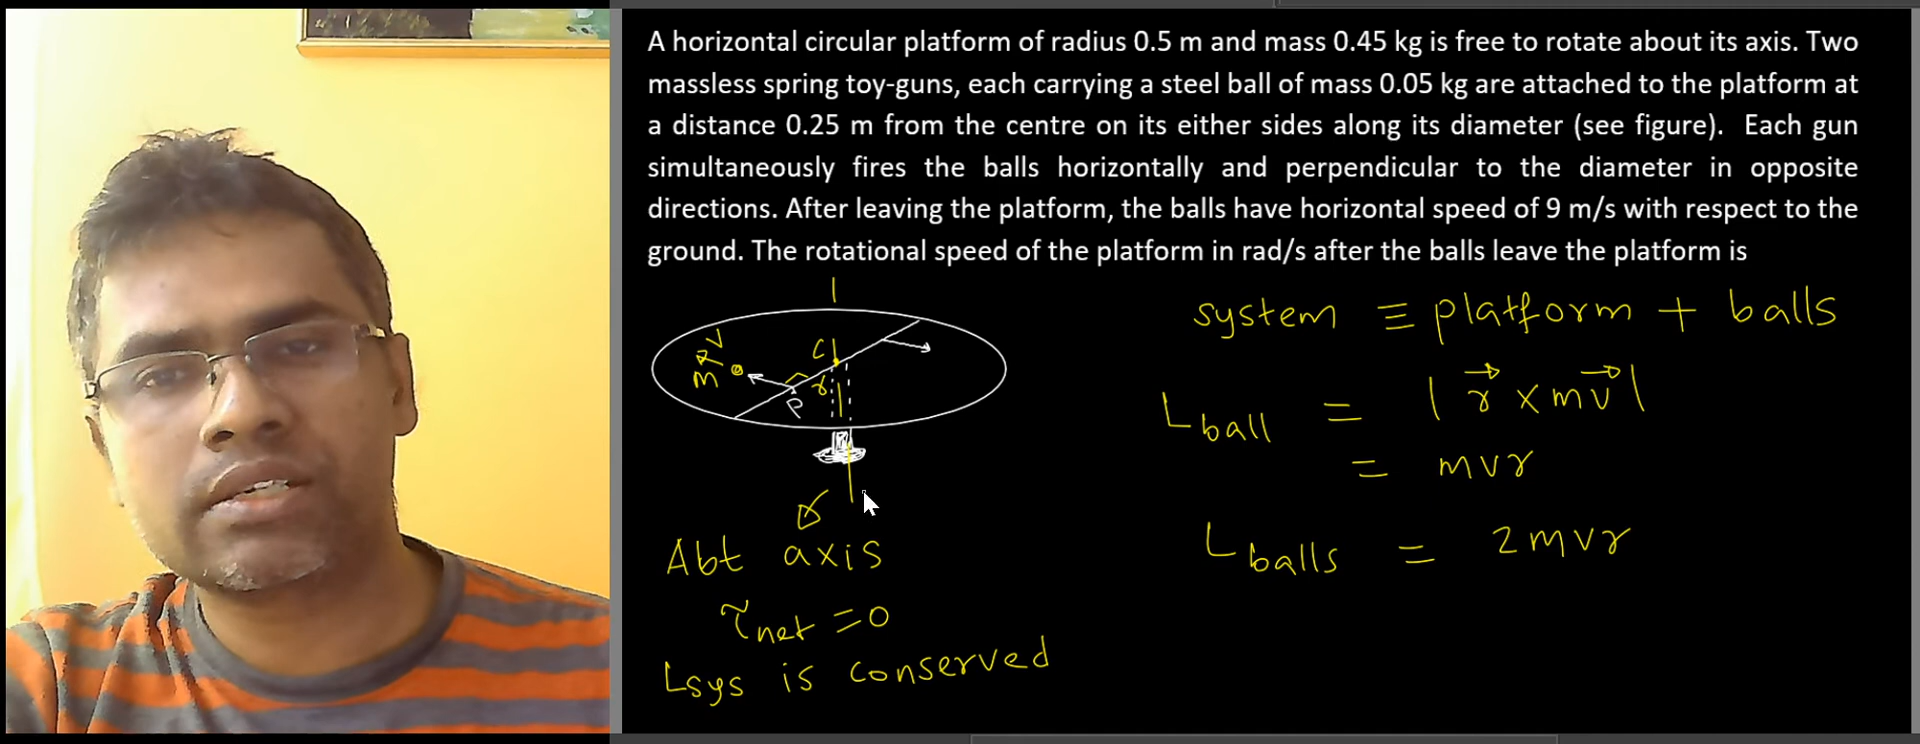 A horizontal circular platform of radius 0.5 m and mass 0.45 kg is free to rotate about its axis. Two
massless spring toy-guns, each carrying a steel ball of mass 0.05 kg are attached to the platform at
a distance 0.25 m from the centre on its either sides along its diameter (see figure). Each gun
simultaneously fires the balls horizontally and perpendicular to the diameter in opposite
directions. After leaving the platform, the balls have horizontal speed of 9 m/s with respect to the
ground. The rotational speed of the platform in rad/s after the balls leave the platform is
system ≡ platform + balls
v
m
C
r
P
L ball = | r⃗ × mv⃗ |
= mvr
L balls = 2mvr
Abt axis
τnet = 0
Lsys is conserved